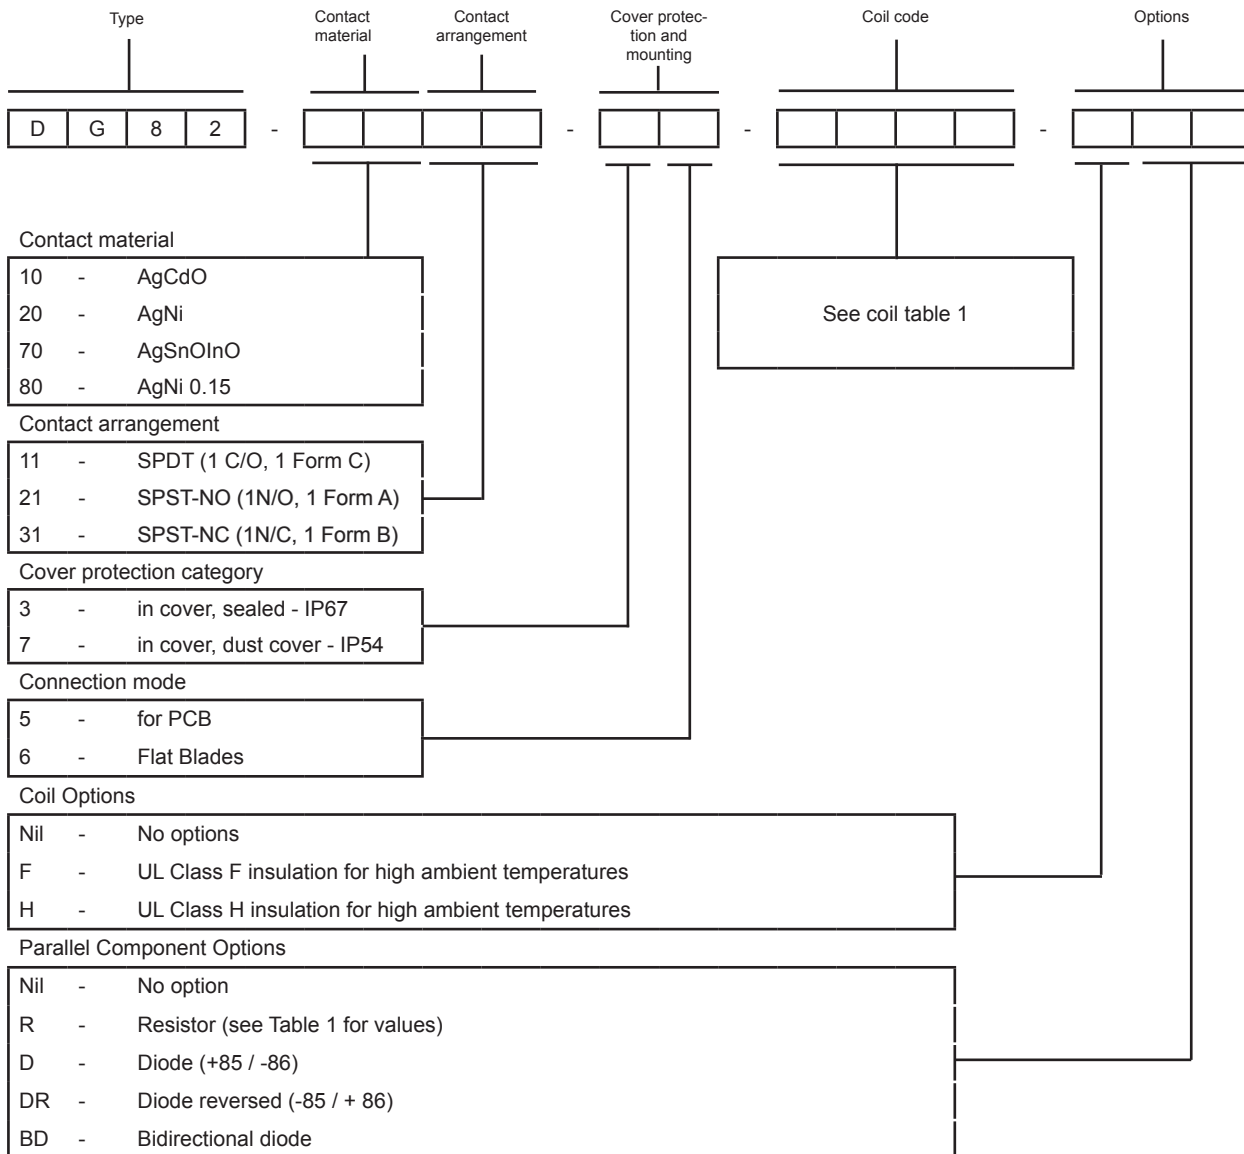 Type
Contact
material
Contact
arrangement
Cover protec-
tion and
mounting
Coil code
Options
D G 8 2 - - - -
Contact material
10 - AgCdO
20 - AgNi
70 - AgSnOInO
80 - AgNi 0.15
See coil table 1
Contact arrangement
11 - SPDT (1 C/O, 1 Form C)
21 - SPST-NO (1N/O, 1 Form A)
31 - SPST-NC (1N/C, 1 Form B)
Cover protection category
3 - in cover, sealed - IP67
7 - in cover, dust cover - IP54
Connection mode
5 - for PCB
6 - Flat Blades
Coil Options
Nil - No options
F - UL Class F insulation for high ambient temperatures
H - UL Class H insulation for high ambient temperatures
Parallel Component Options
Nil - No option
R - Resistor (see Table 1 for values)
D - Diode (+85 / -86)
DR - Diode reversed (-85 / + 86)
BD - Bidirectional diode